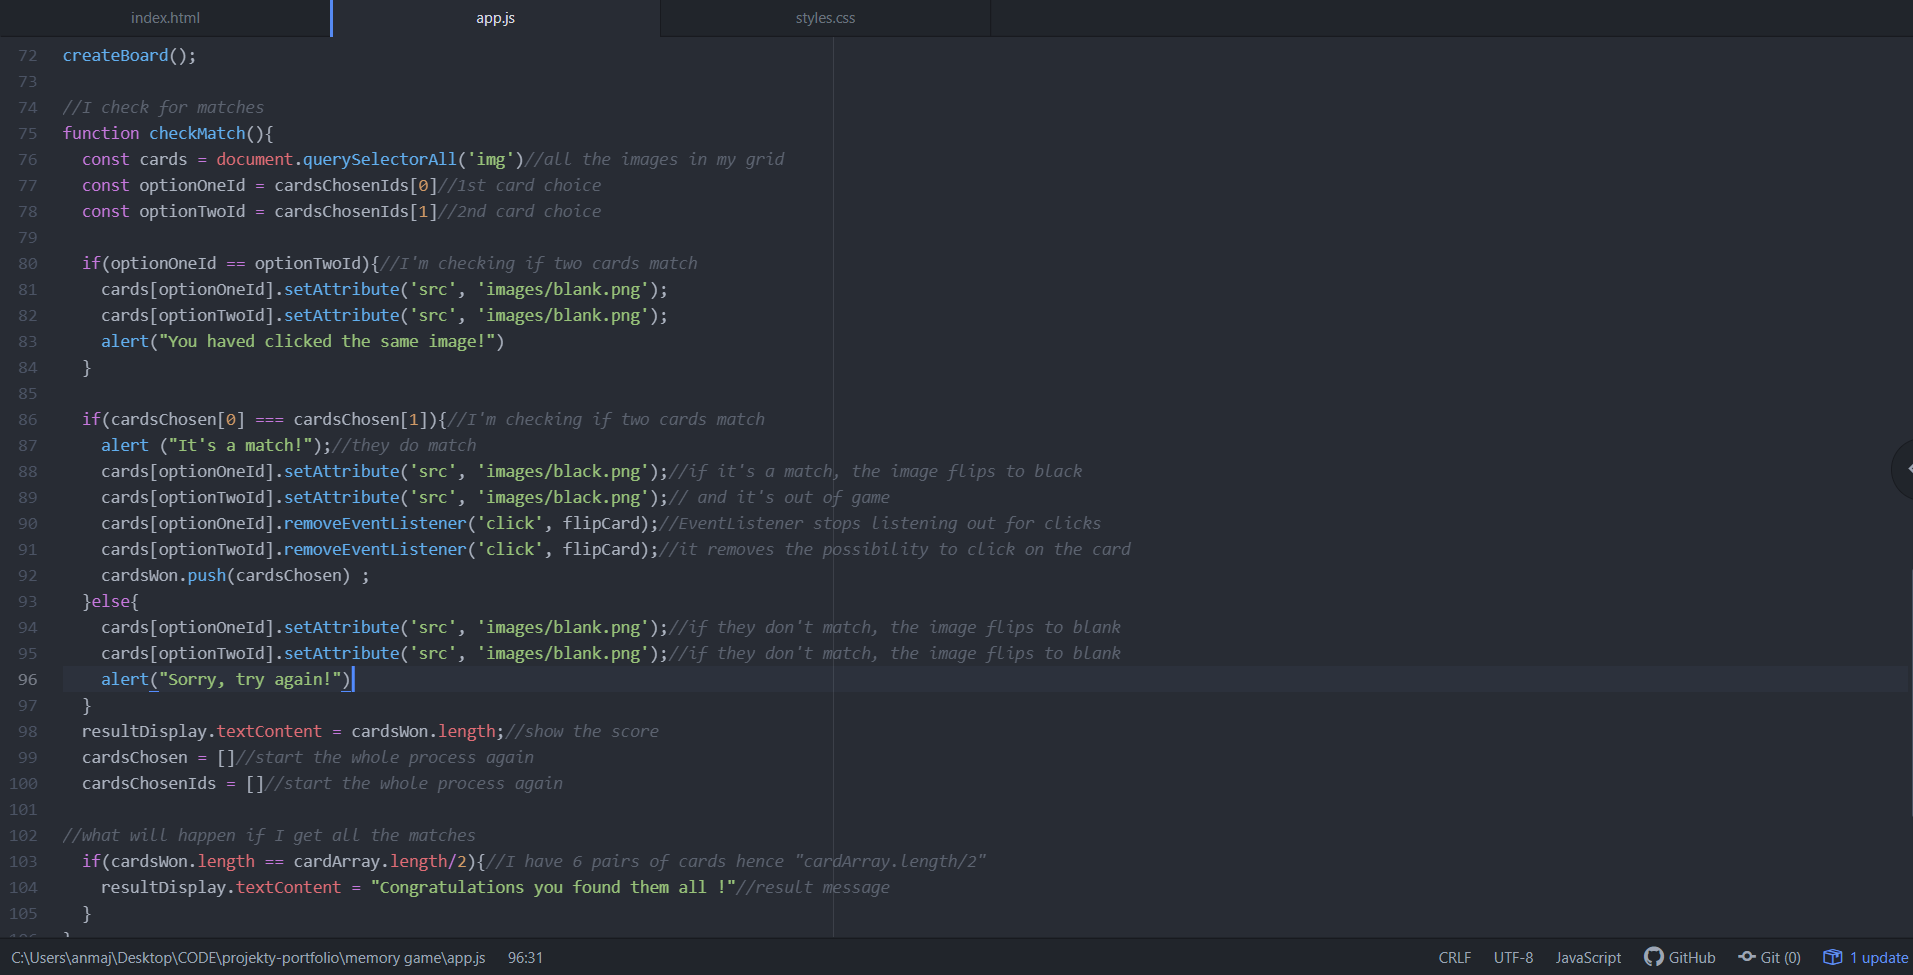 index.html app.js styles.css
72 createBoard();
73
74 //I check for matches
75 function checkMatch(){
76 const cards = document.querySelectorAll('img')//all the images in my grid
77 const optionOneId = cardsChosenIds[0]//1st card choice
78 const optionTwoId = cardsChosenIds[1]//2nd card choice
79
80 if(optionOneId == optionTwoId){//I'm checking if two cards match
81 cards[optionOneId].setAttribute('src', 'images/blank.png');
82 cards[optionTwoId].setAttribute('src', 'images/blank.png');
83 alert("You haved clicked the same image!")
84 }
85
86 if(cardsChosen[0] === cardsChosen[1]){//I'm checking if two cards match
87 alert ("It's a match!");//they do match
88 cards[optionOneId].setAttribute('src', 'images/black.png');//if it's a match, the image flips to black
89 cards[optionTwoId].setAttribute('src', 'images/black.png');// and it's out of game
90 cards[optionOneId].removeEventListener('click', flipCard);//EventListener stops listening out for clicks
91 cards[optionTwoId].removeEventListener('click', flipCard);//it removes the possibility to click on the card
92 cardsWon.push(cardsChosen) ;
93 }else{
94 cards[optionOneId].setAttribute('src', 'images/blank.png');//if they don't match, the image flips to blank
95 cards[optionTwoId].setAttribute('src', 'images/blank.png');//if they don't match, the image flips to blank
96 alert("Sorry, try again!")
97 }
98 resultDisplay.textContent = cardsWon.length;//show the score
99 cardsChosen = []//start the whole process again
100 cardsChosenIds = []//start the whole process again
101
102 //what will happen if I get all the matches
103 if(cardsWon.length == cardArray.length/2){//I have 6 pairs of cards hence "cardArray.length/2"
104 resultDisplay.textContent = "Congratulations you found them all !"//result message
105 }
C:\Users\anmaj\Desktop\CODE\projekty-portfolio\memory game\app.js 96:31 CRLF UTF-8 JavaScript GitHub Git (0) 1 update